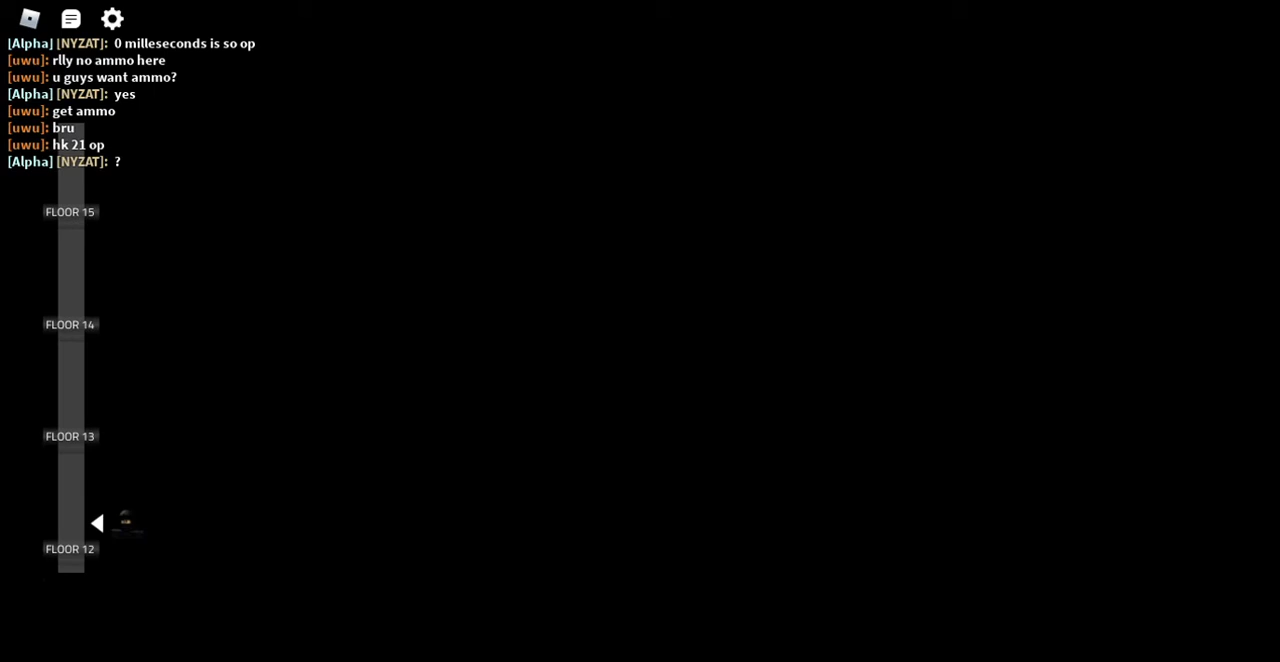 [Alpha] [NYZAT]: 0 milleseconds is so op
[uwu]: rlly no ammo here
[uwu]: u guys want ammo?
[Alpha] [NYZAT]: yes
[uwu]: get ammo
[uwu]: bru
[uwu]: hk 21 op
[Alpha] [NYZAT]: ?
FLOOR 15
FLOOR 14
FLOOR 13
FLOOR 12